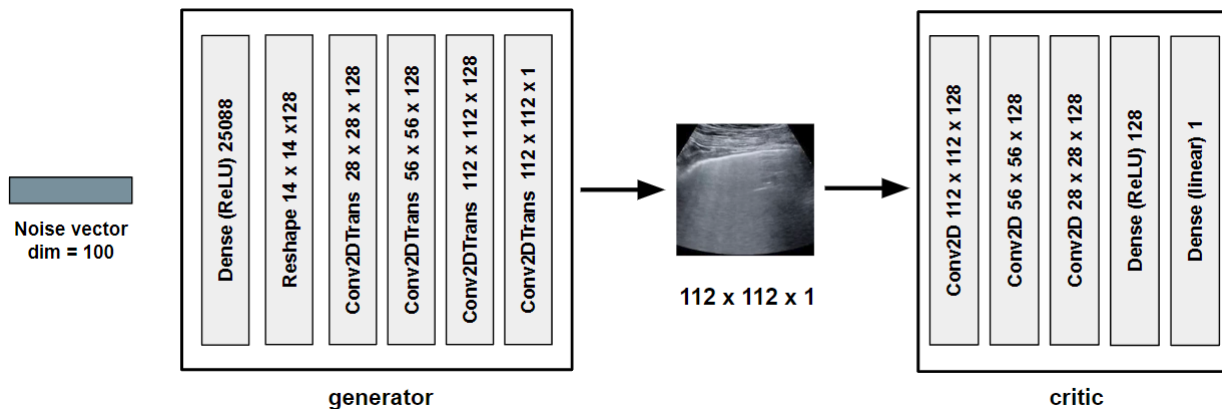 Noise vector
dim = 100
Dense (ReLU) 25088
Reshape 14 x 14 x128
Conv2DTrans 28 x 28 x 128
Conv2DTrans 56 x 56 x 128
Conv2DTrans 112 x 112 x 128
Conv2DTrans 112 x 112 x 1
generator
112 x 112 x 1
Conv2D 112 x 112 x 128
Conv2D 56 x 56 x 128
Conv2D 28 x 28 x 128
Dense (ReLU) 128
Dense (linear) 1
critic